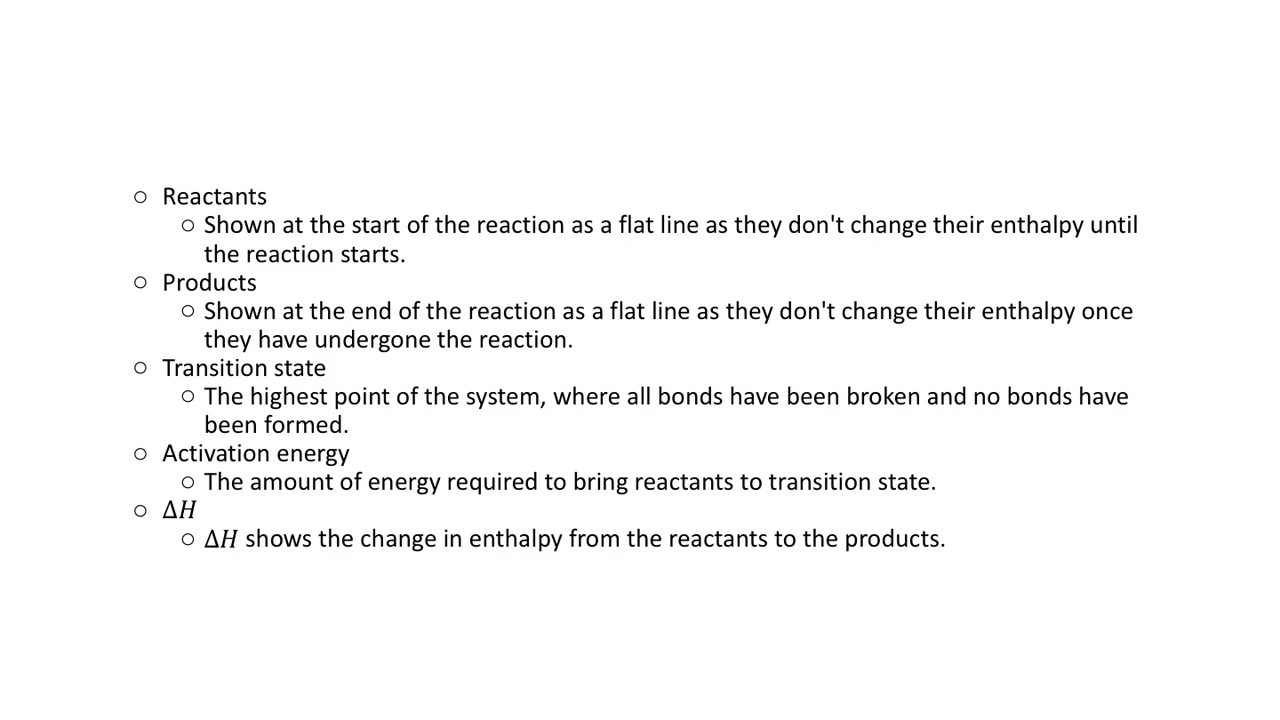 ○ Reactants
○ Shown at the start of the reaction as a flat line as they don't change their enthalpy until
the reaction starts.
○ Products
○ Shown at the end of the reaction as a flat line as they don't change their enthalpy once
they have undergone the reaction.
○ Transition state
○ The highest point of the system, where all bonds have been broken and no bonds have
been formed.
○ Activation energy
○ The amount of energy required to bring reactants to transition state.
○ Δ𝐻
○ Δ𝐻 shows the change in enthalpy from the reactants to the products.